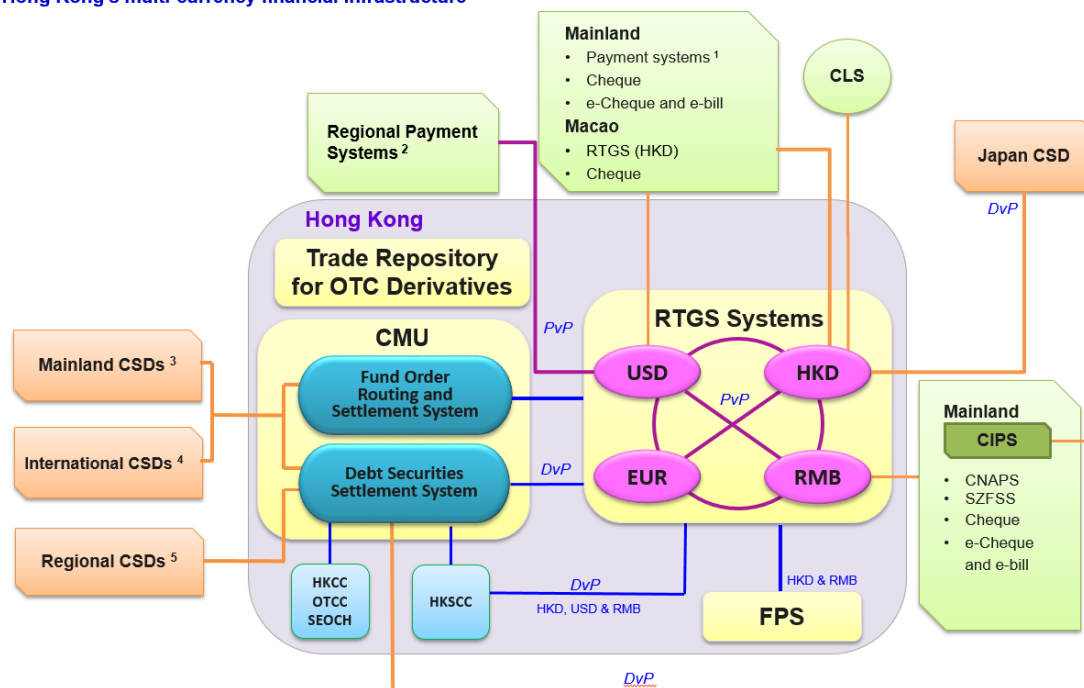 Hong Kong's multi-currency financial infrastructure
Mainland
• Payment systems 1
• Cheque
• e-Cheque and e-bill
Macao
• RTGS (HKD)
• Cheque
CLS
Regional Payment
Systems 2
Japan CSD
DvP
Hong Kong
Trade Repository
for OTC Derivatives
PvP
RTGS Systems
CMU
Mainland CSDs 3
Fund Order
Routing and
Settlement System
USD
HKD
PvP
Mainland
CIPS
International CSDs 4
Debt Securities
Settlement System
DvP
EUR
RMB
• CNAPS
• SZFSS
• Cheque
• e-Cheque
and e-bill
Regional CSDs 5
HKCC
OTCC
SEOCH
HKSCC
DvP
HKD, USD & RMB
HKD & RMB
FPS
DvP